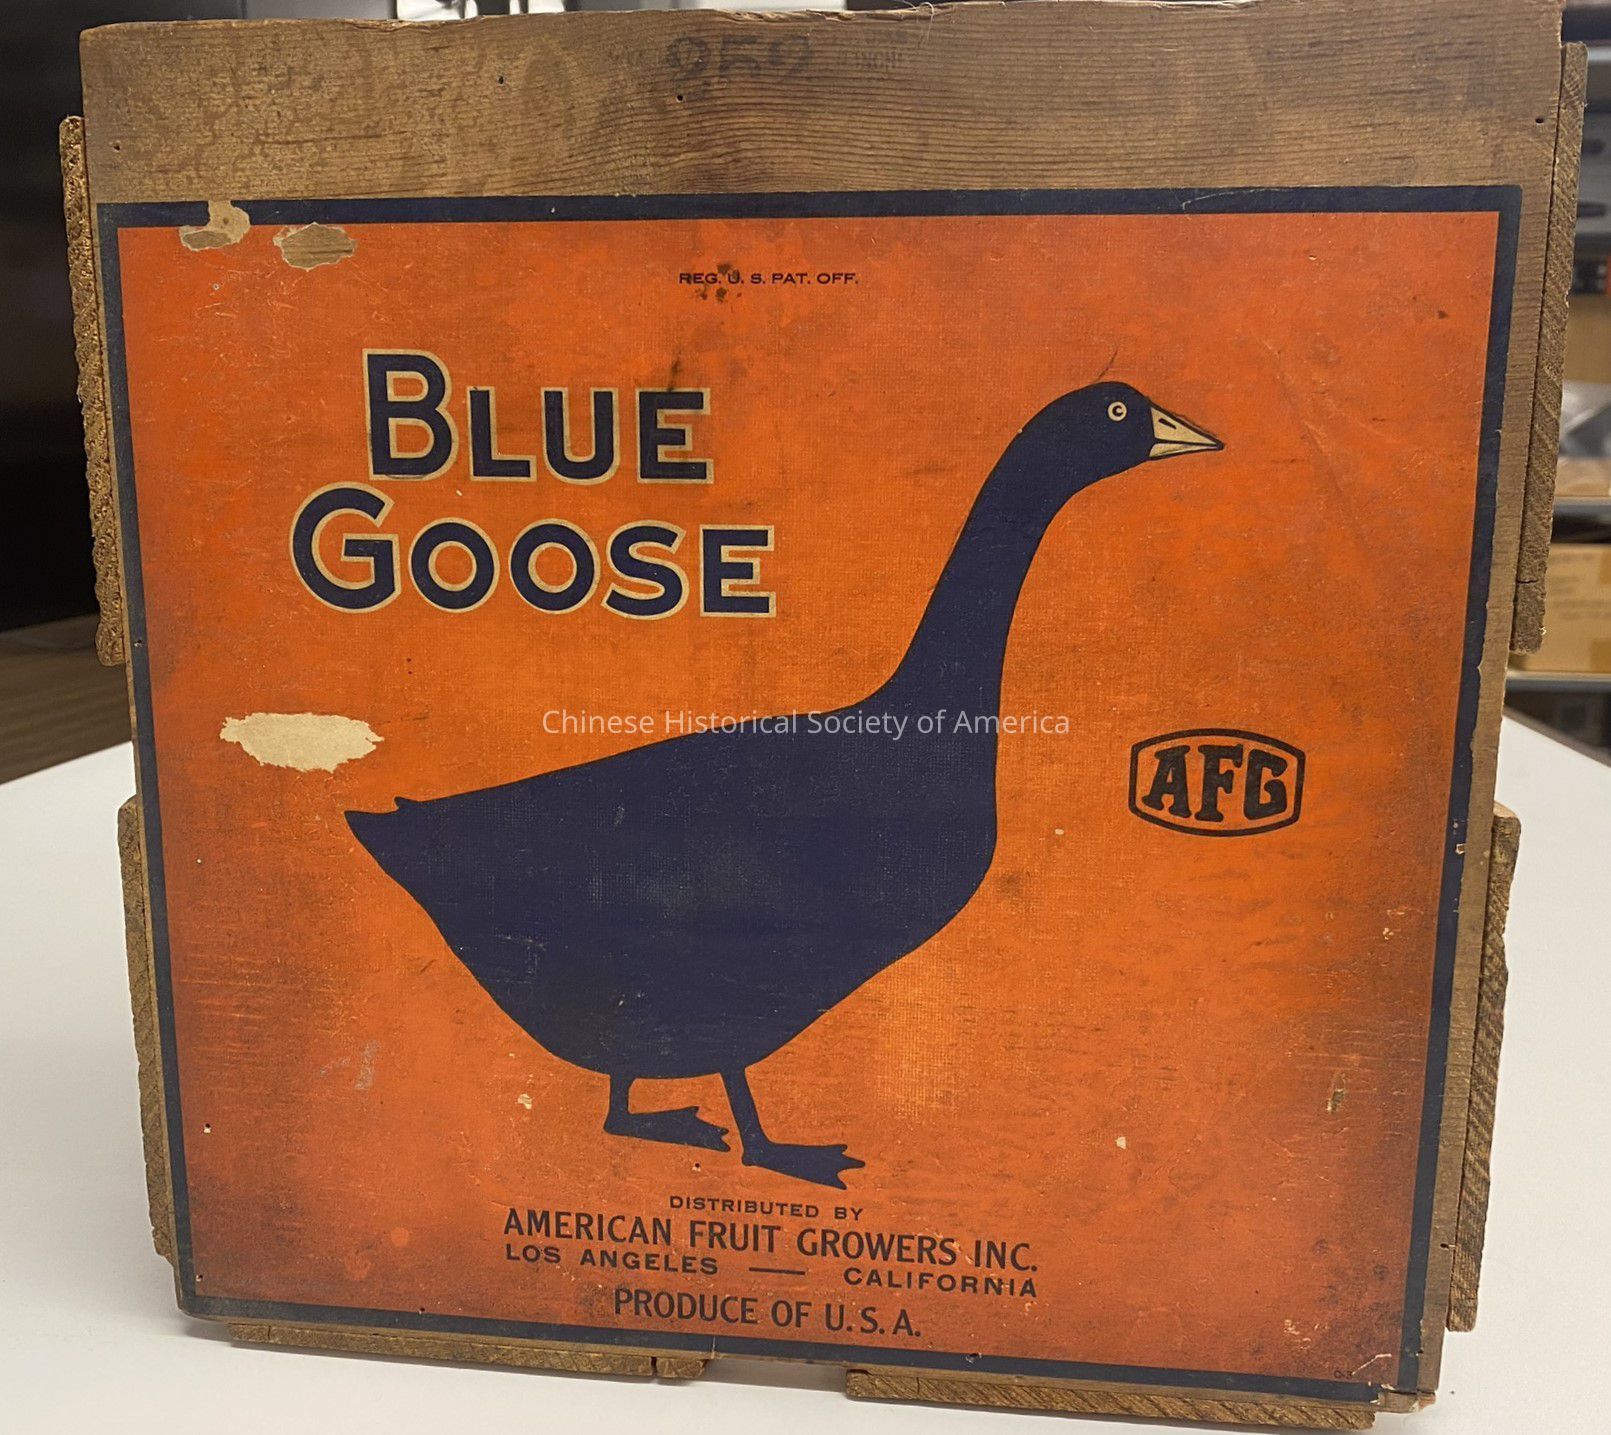 252
REG. U. S. PAT. OFF.
BLUE
GOOSE
Chinese Historical Society of America
AFG
DISTRIBUTED BY
AMERICAN FRUIT GROWERS INC.
LOS ANGELES — CALIFORNIA
PRODUCE OF U.S.A.